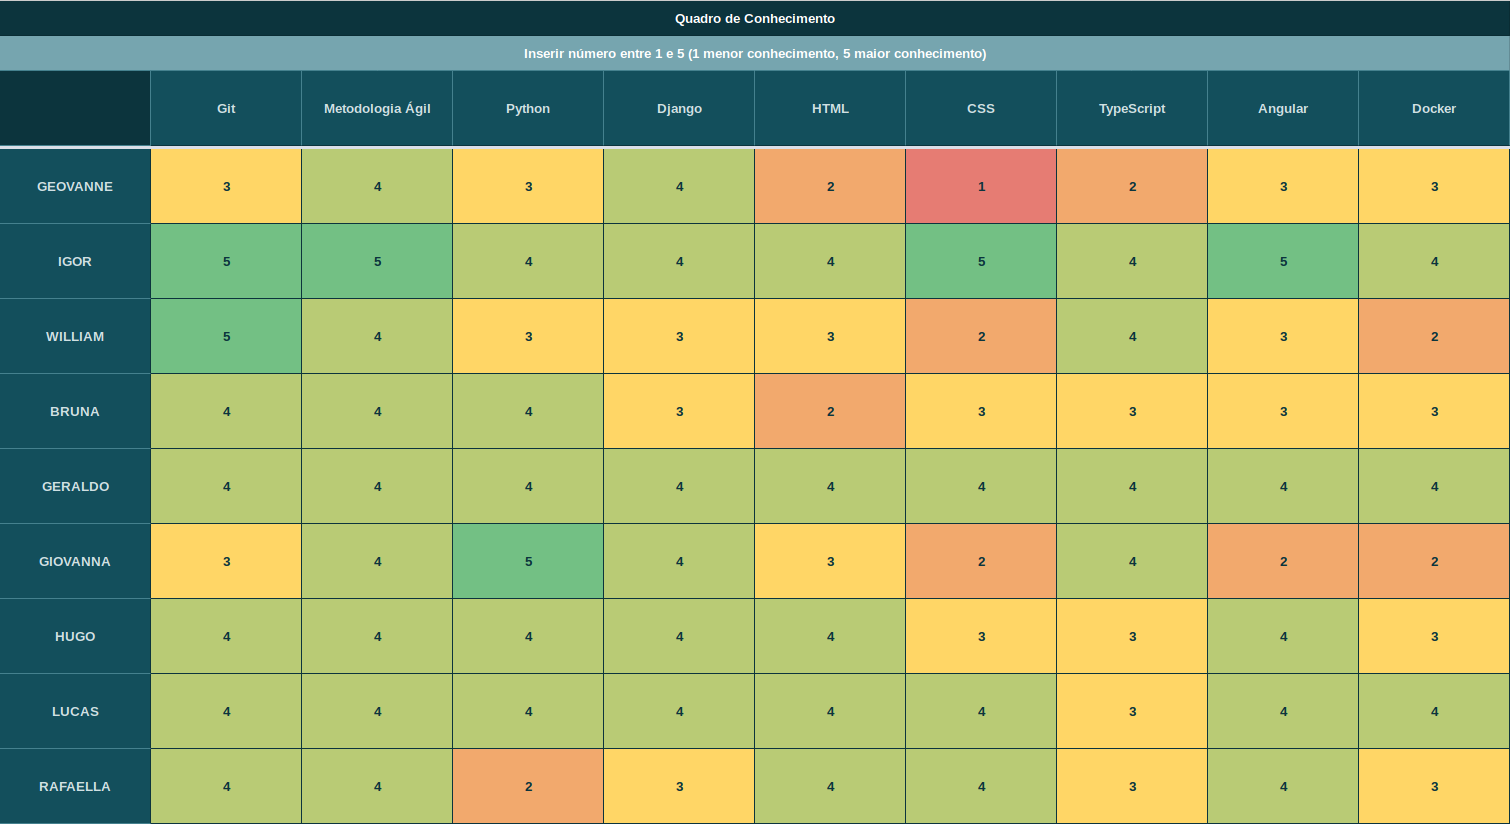 Quadro de Conhecimento
Inserir número entre 1 e 5 (1 menor conhecimento, 5 maior conhecimento)
Git Metodologia Ágil Python Django HTML CSS TypeScript Angular Docker
GEOVANNE 3 4 3 4 2 1 2 3 3
IGOR 5 5 4 4 4 5 4 5 4
WILLIAM 5 4 3 3 3 2 4 3 2
BRUNA 4 4 4 3 2 3 3 3 3
GERALDO 4 4 4 4 4 4 4 4 4
GIOVANNA 3 4 5 4 3 2 4 2 2
HUGO 4 4 4 4 4 3 3 4 3
LUCAS 4 4 4 4 4 4 3 4 4
RAFAELLA 4 4 2 3 4 4 3 4 3